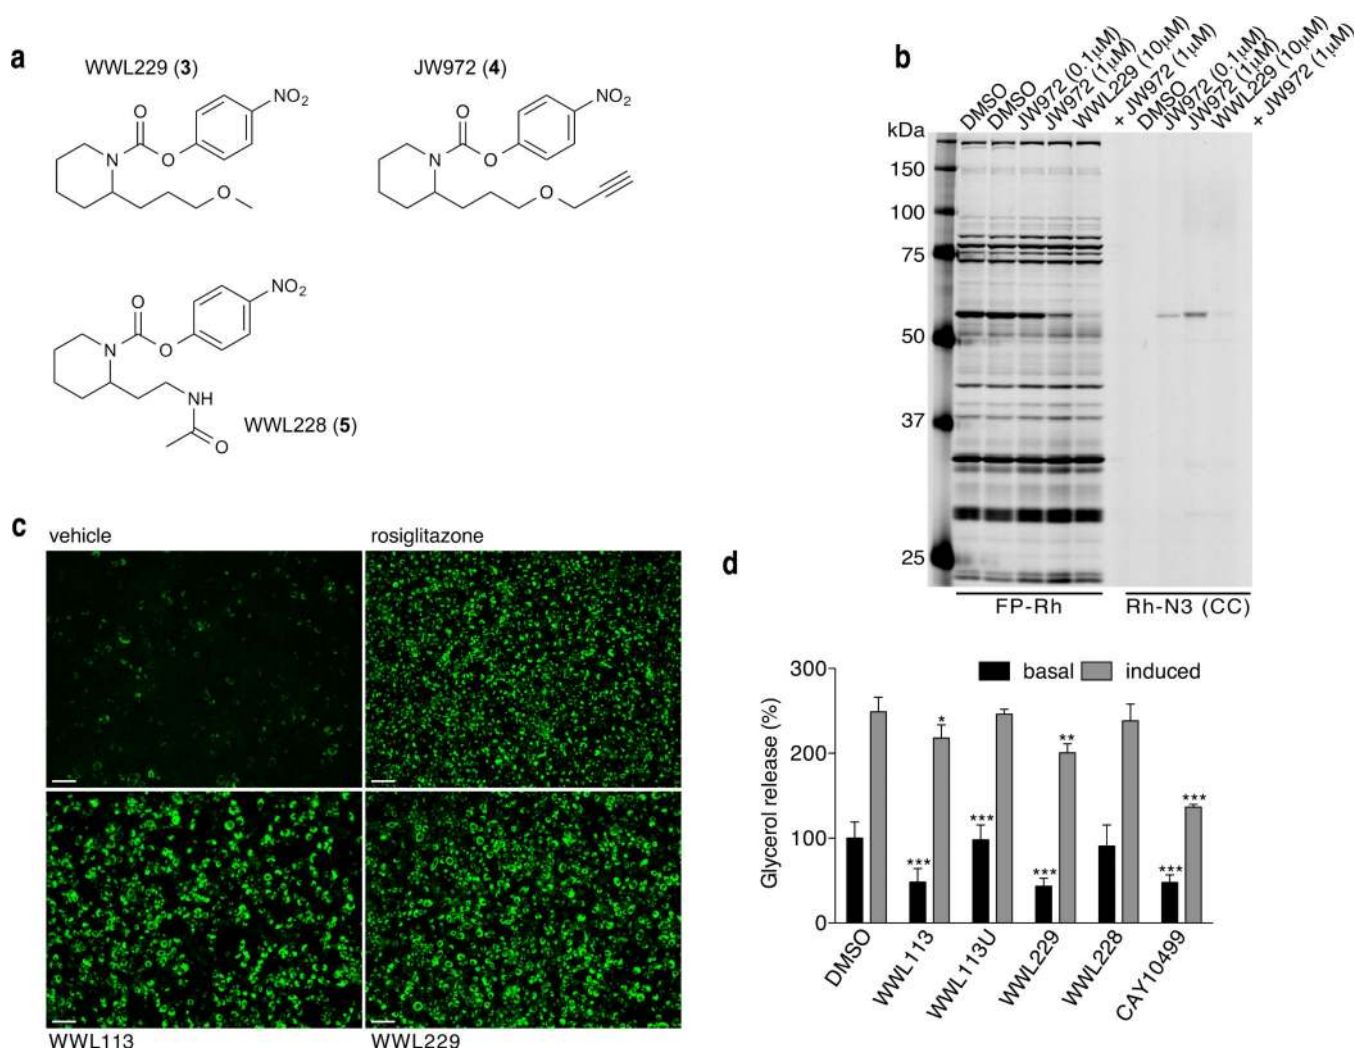 a
WWL229 (3)
JW972 (4)
NO2
O
N
O
O
NO2
O
N
O
O
NO2
O
N
O
NH
O
WWL228 (5)
b
DMSO
DMSO
JW972 (0.1μM)
JW972 (1μM)
WWL229 (10μM)
+ JW972 (1μM)
DMSO
JW972 (0.1μM)
JW972 (1μM)
WWL229 (10μM)
+ JW972 (1μM)
kDa
150
100
75
50
37
25
FP-Rh
Rh-N3 (CC)
c
vehicle
rosiglitazone
WWL113
WWL229
d
basal
induced
Glycerol release (%)
300
200
100
0
***
*
***
***
**
***
***
DMSO
WWL113
WWL113U
WWL229
WWL228
CAY10499